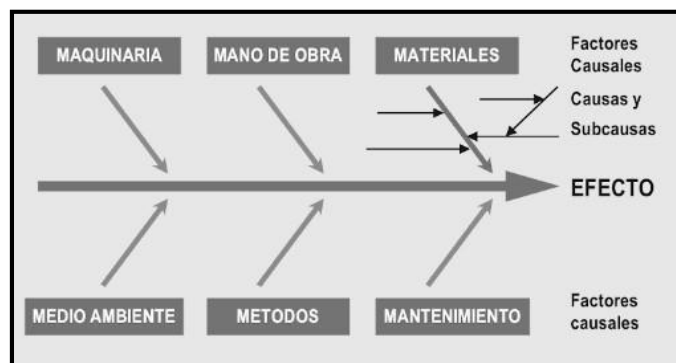 MAQUINARIA
MANO DE OBRA
MATERIALES
Factores
Causales
Causas y
Subcausas
EFECTO
MEDIO AMBIENTE
METODOS
MANTENIMIENTO
Factores
causales